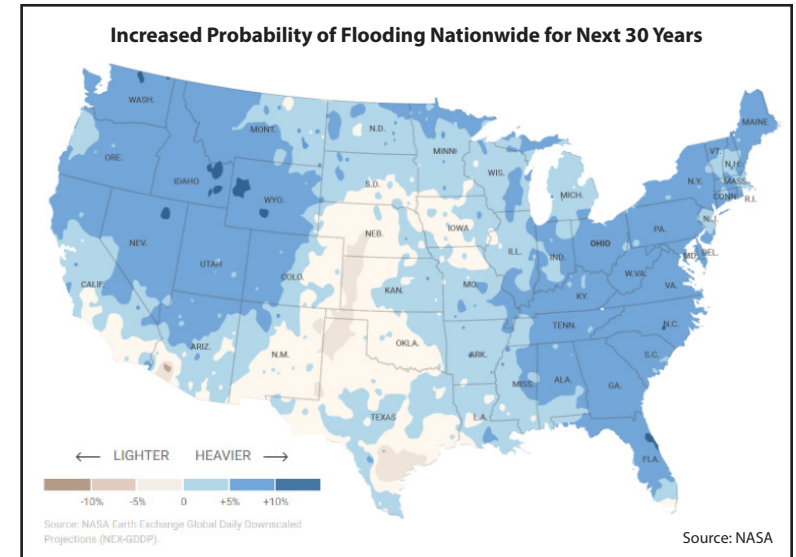 Increased Probability of Flooding Nationwide for Next 30 Years
WASH.
MONT.
N.D.
MINN.
MAINE
ORE.
IDAHO
WYO.
S.D.
WIS.
MICH.
VT.
N.H.
N.Y.
MASS.
CONN.
R.I.
NEV.
UTAH
COLO.
NEB.
IOWA
ILL.
IND.
OHIO
PA.
N.J.
MD.
DEL.
CALIF.
KAN.
MO.
KY.
W.VA.
VA.
ARIZ.
N.M.
OKLA.
ARK.
TENN.
N.C.
S.C.
TEXAS
LA.
MISS.
ALA.
GA.
FLA.
← LIGHTER HEAVIER →
-10% -5% 0 +5% +10%
Source: NASA Earth Exchange Global Daily Downscaled
Projections (NEX-GDDP).
Source: NASA